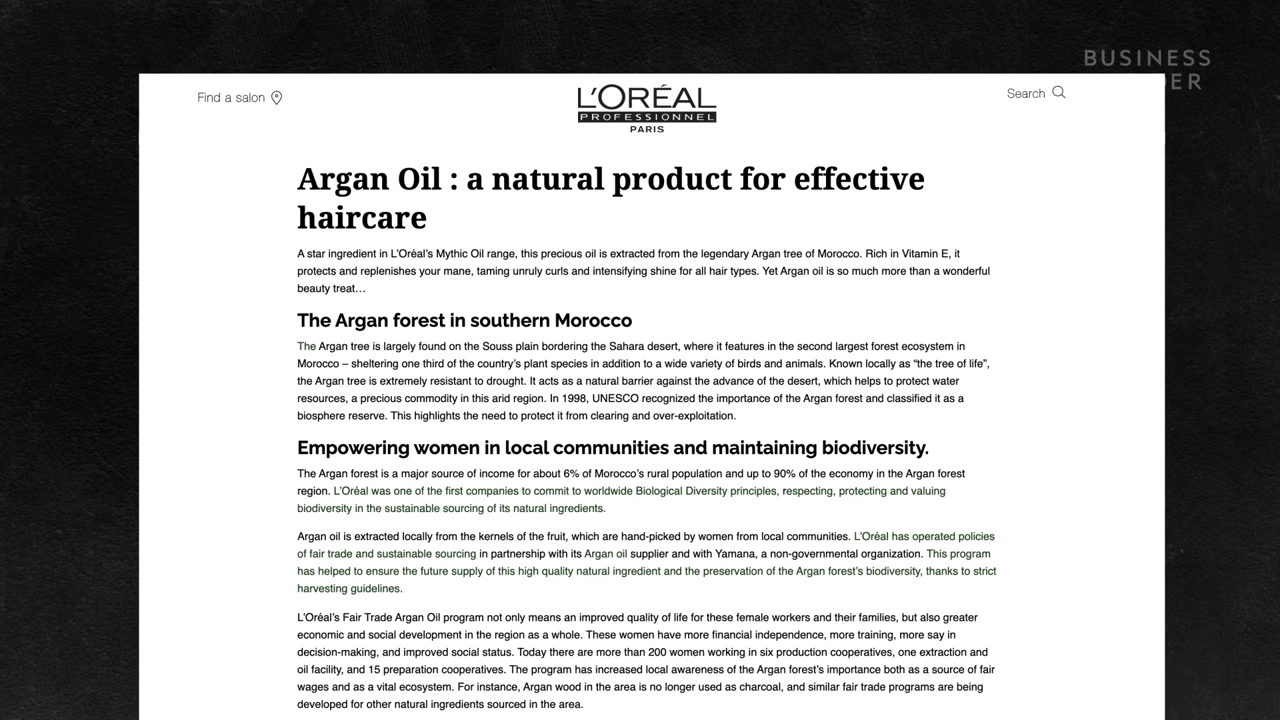 BUSINESS
ER
Find a salon
L'ORÉAL
PROFESSIONNEL
PARIS
Search
Argan Oil : a natural product for effective
haircare
A star ingredient in L'Oréal's Mythic Oil range, this precious oil is extracted from the legendary Argan tree of Morocco. Rich in Vitamin E, it
protects and replenishes your mane, taming unruly curls and intensifying shine for all hair types. Yet Argan oil is so much more than a wonderful
beauty treat…
The Argan forest in southern Morocco
The Argan tree is largely found on the Souss plain bordering the Sahara desert, where it features in the second largest forest ecosystem in
Morocco – sheltering one third of the country's plant species in addition to a wide variety of birds and animals. Known locally as “the tree of life”,
the Argan tree is extremely resistant to drought. It acts as a natural barrier against the advance of the desert, which helps to protect water
resources, a precious commodity in this arid region. In 1998, UNESCO recognized the importance of the Argan forest and classified it as a
biosphere reserve. This highlights the need to protect it from clearing and over-exploitation.
Empowering women in local communities and maintaining biodiversity.
The Argan forest is a major source of income for about 6% of Morocco's rural population and up to 90% of the economy in the Argan forest
region. L'Oréal was one of the first companies to commit to worldwide Biological Diversity principles, respecting, protecting and valuing
biodiversity in the sustainable sourcing of its natural ingredients.
Argan oil is extracted locally from the kernels of the fruit, which are hand-picked by women from local communities. L'Oréal has operated policies
of fair trade and sustainable sourcing in partnership with its Argan oil supplier and with Yamana, a non-governmental organization. This program
has helped to ensure the future supply of this high quality natural ingredient and the preservation of the Argan forest's biodiversity, thanks to strict
harvesting guidelines.
L'Oréal's Fair Trade Argan Oil program not only means an improved quality of life for these female workers and their families, but also greater
economic and social development in the region as a whole. These women have more financial independence, more training, more say in
decision-making, and improved social status. Today there are more than 200 women working in six production cooperatives, one extraction and
oil facility, and 15 preparation cooperatives. The program has increased local awareness of the Argan forest's importance both as a source of fair
wages and as a vital ecosystem. For instance, Argan wood in the area is no longer used as charcoal, and similar fair trade programs are being
developed for other natural ingredients sourced in the area.